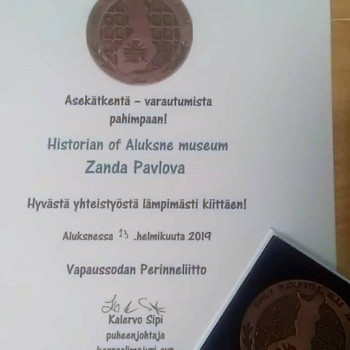 Asekätkentä – varautumista
pahimpaan!
Historian of Aluksne museum
Zanda Pavlova
Hyvästä yhteistyöstä lämpimästi kiittäen!
Aluksnessa 13 .helmikuuta 2019
Vapaussodan Perinneliitto
Kalervo Sipi
puheenjohtaja